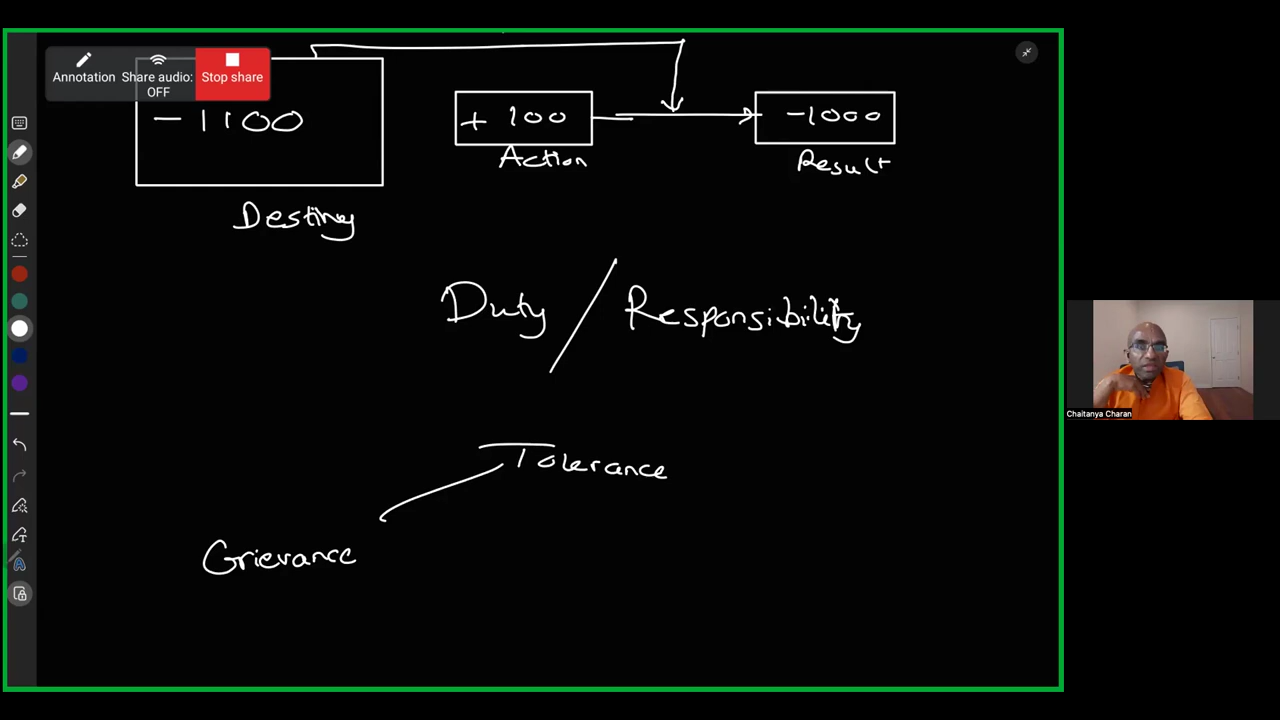 Annotation Share audio: OFF Stop share
- 1100
+ 100
-1000
Action
Result
Destiny
Duty / Responsibility
Tolerance
Grievance
Chaitanya Charan